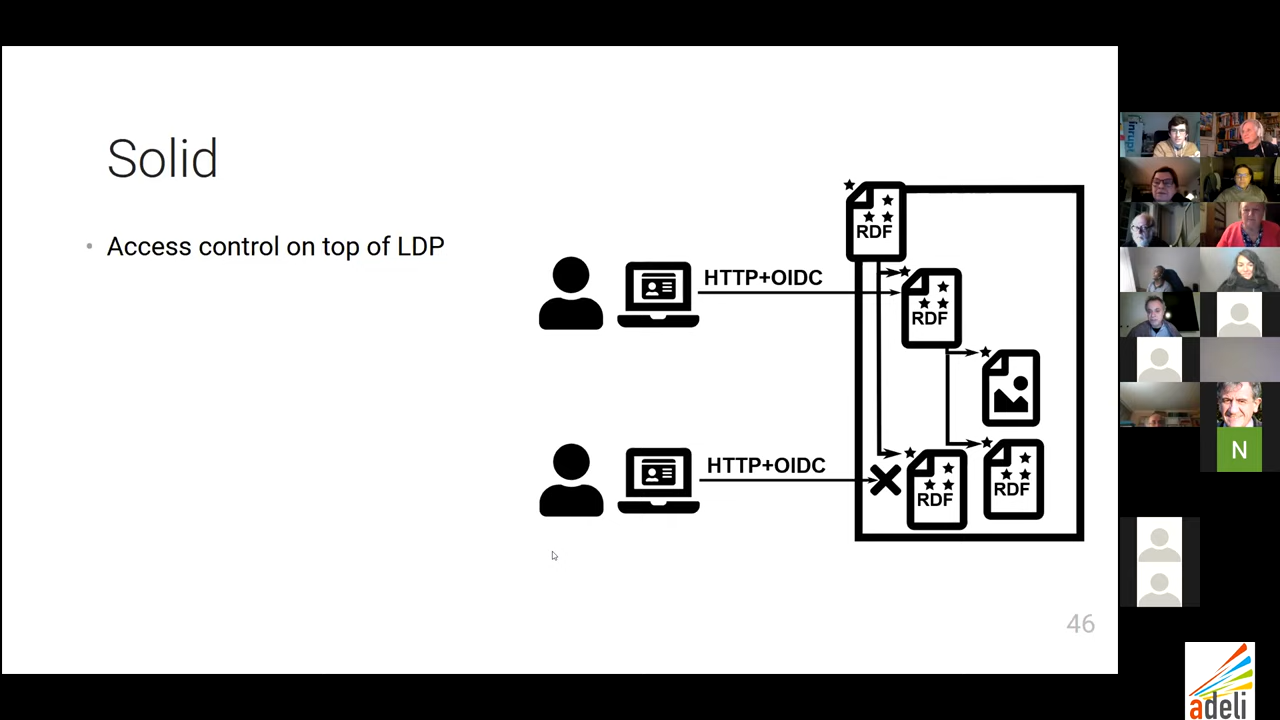 Solid
• Access control on top of LDP
RDF
HTTP+OIDC
RDF
HTTP+OIDC
RDF
RDF
46
N
adeli